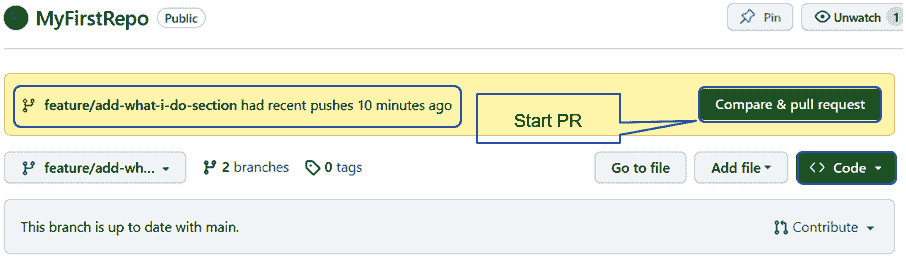 MyFirstRepo Public Pin Unwatch 1
feature/add-what-i-do-section had recent pushes 10 minutes ago Start PR Compare & pull request
feature/add-wh... 2 branches 0 tags Go to file Add file <> Code
This branch is up to date with main. Contribute